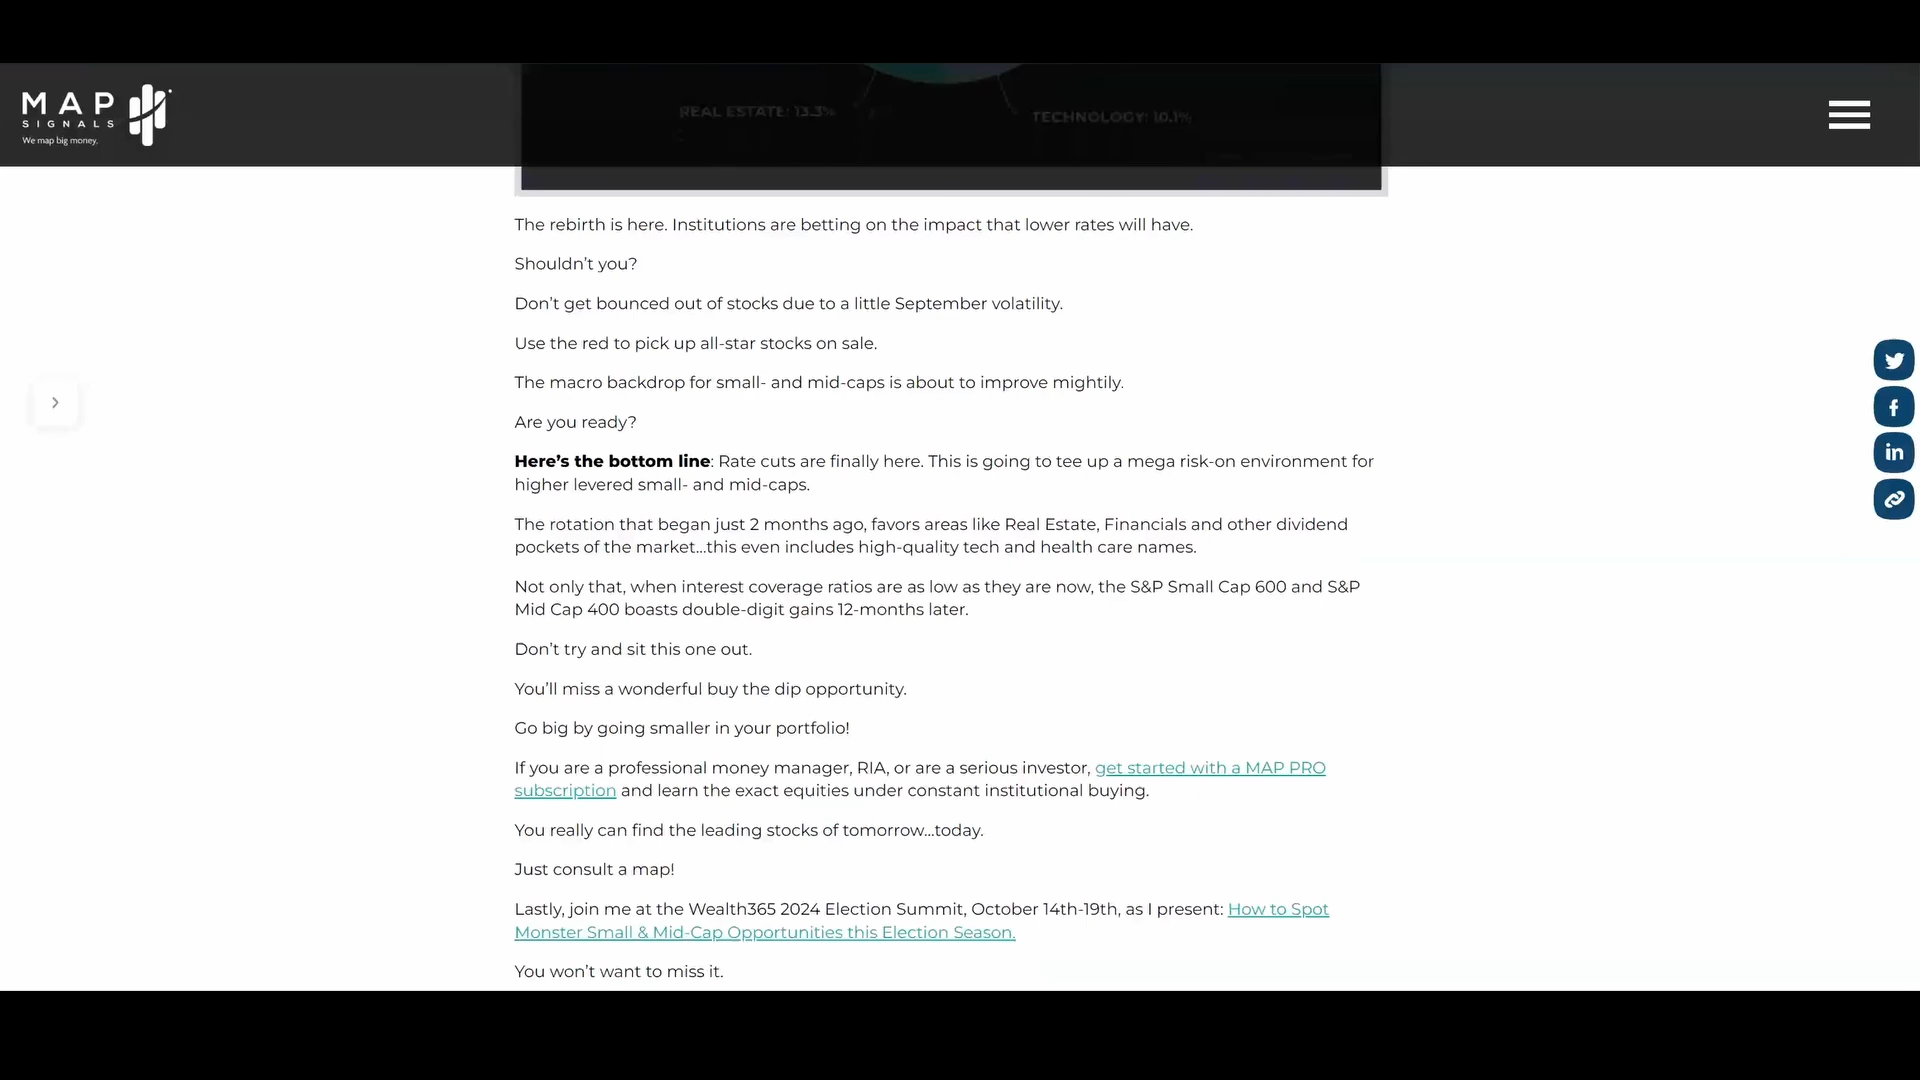 MAP
SIGNALS
We map big money.
REAL ESTATE: 13.3%
TECHNOLOGY: 10.1%
The rebirth is here. Institutions are betting on the impact that lower rates will have.
Shouldn’t you?
Don’t get bounced out of stocks due to a little September volatility.
Use the red to pick up all-star stocks on sale.
The macro backdrop for small- and mid-caps is about to improve mightily.
Are you ready?
Here’s the bottom line: Rate cuts are finally here. This is going to tee up a mega risk-on environment for
higher levered small- and mid-caps.
The rotation that began just 2 months ago, favors areas like Real Estate, Financials and other dividend
pockets of the market…this even includes high-quality tech and health care names.
Not only that, when interest coverage ratios are as low as they are now, the S&P Small Cap 600 and S&P
Mid Cap 400 boasts double-digit gains 12-months later.
Don’t try and sit this one out.
You’ll miss a wonderful buy the dip opportunity.
Go big by going smaller in your portfolio!
If you are a professional money manager, RIA, or are a serious investor, get started with a MAP PRO
subscription and learn the exact equities under constant institutional buying.
You really can find the leading stocks of tomorrow…today.
Just consult a map!
Lastly, join me at the Wealth365 2024 Election Summit, October 14th-19th, as I present: How to Spot
Monster Small & Mid-Cap Opportunities this Election Season.
You won’t want to miss it.